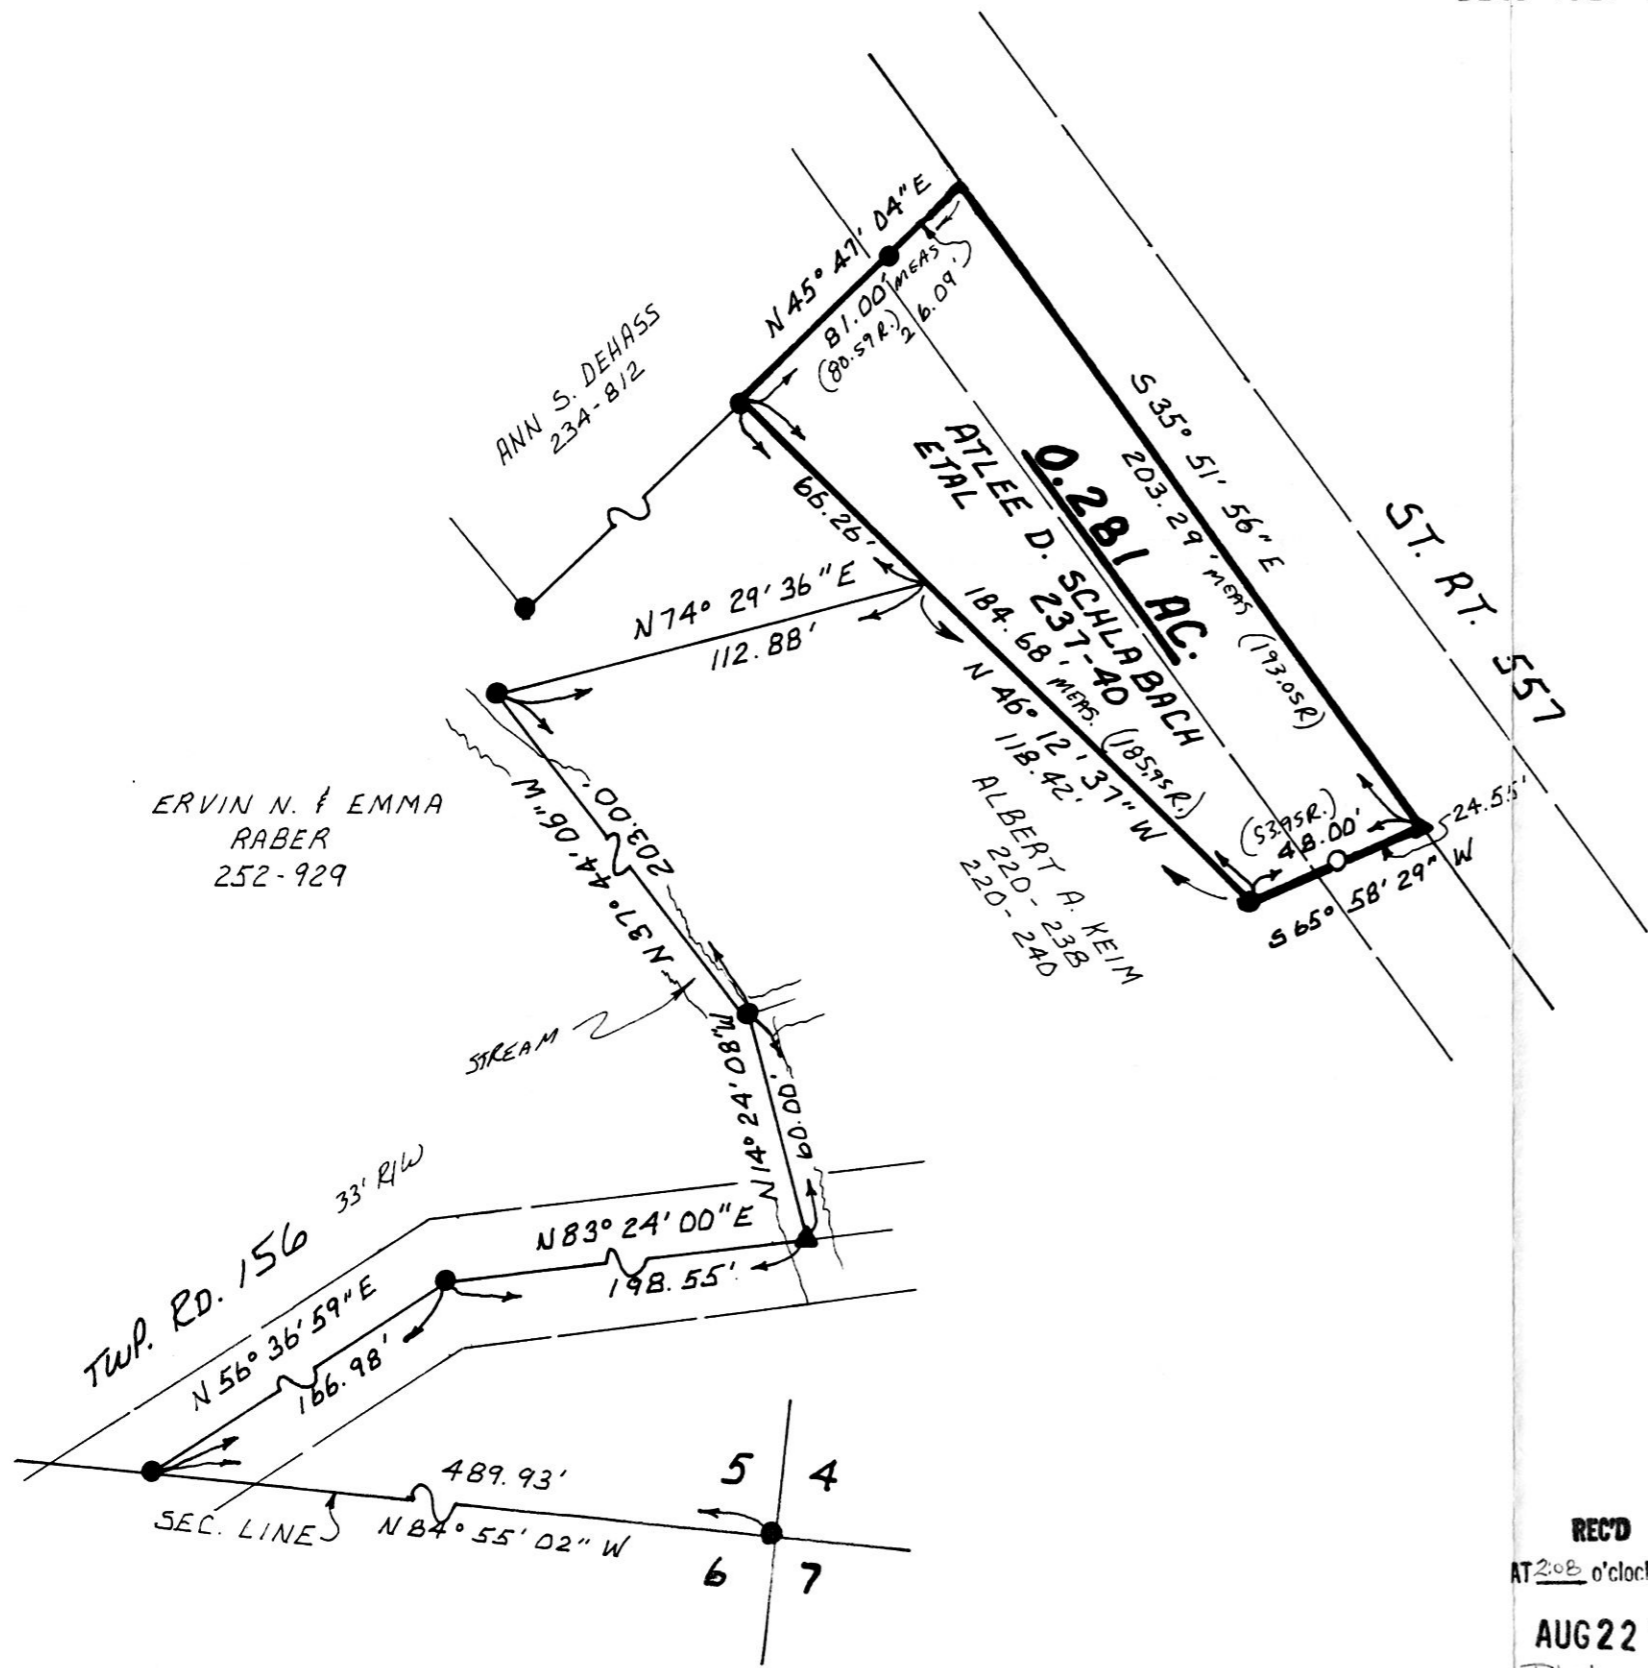 N 45° 47' 04" E
81.00' MEAS
(80.59R.)
26.09'
ANN S. DEHASS
234-812
S 35° 51' 56" E
203.29' MEAS (193.05R)
ST. RT. 557
0.281 AC.
ATLEE D. SCHLABACH
ETAL
237-40
184.68' MEAS. (185.95R.)
66.26'
N 46° 12' 37" W
118.42'
N 74° 29' 36" E
112.88'
ALBERT A. KEIM
220-238
220-240
(53.95R.)
48.00'
24.55'
S 65° 58' 29" W
ERVIN N. & EMMA
RABER
252-929
203.00'
N 37° 44' 06" W
STREAM
N 14° 24' 08" W
60.00'
33' R/W
TWP. RD. 156
N 83° 24' 00" E
198.55'
N 56° 36' 59" E
166.98'
489.93'
SEC. LINE
N 84° 55' 02" W
5 4
6 7
REC'D
AT 2:08 o'clock
AUG 22